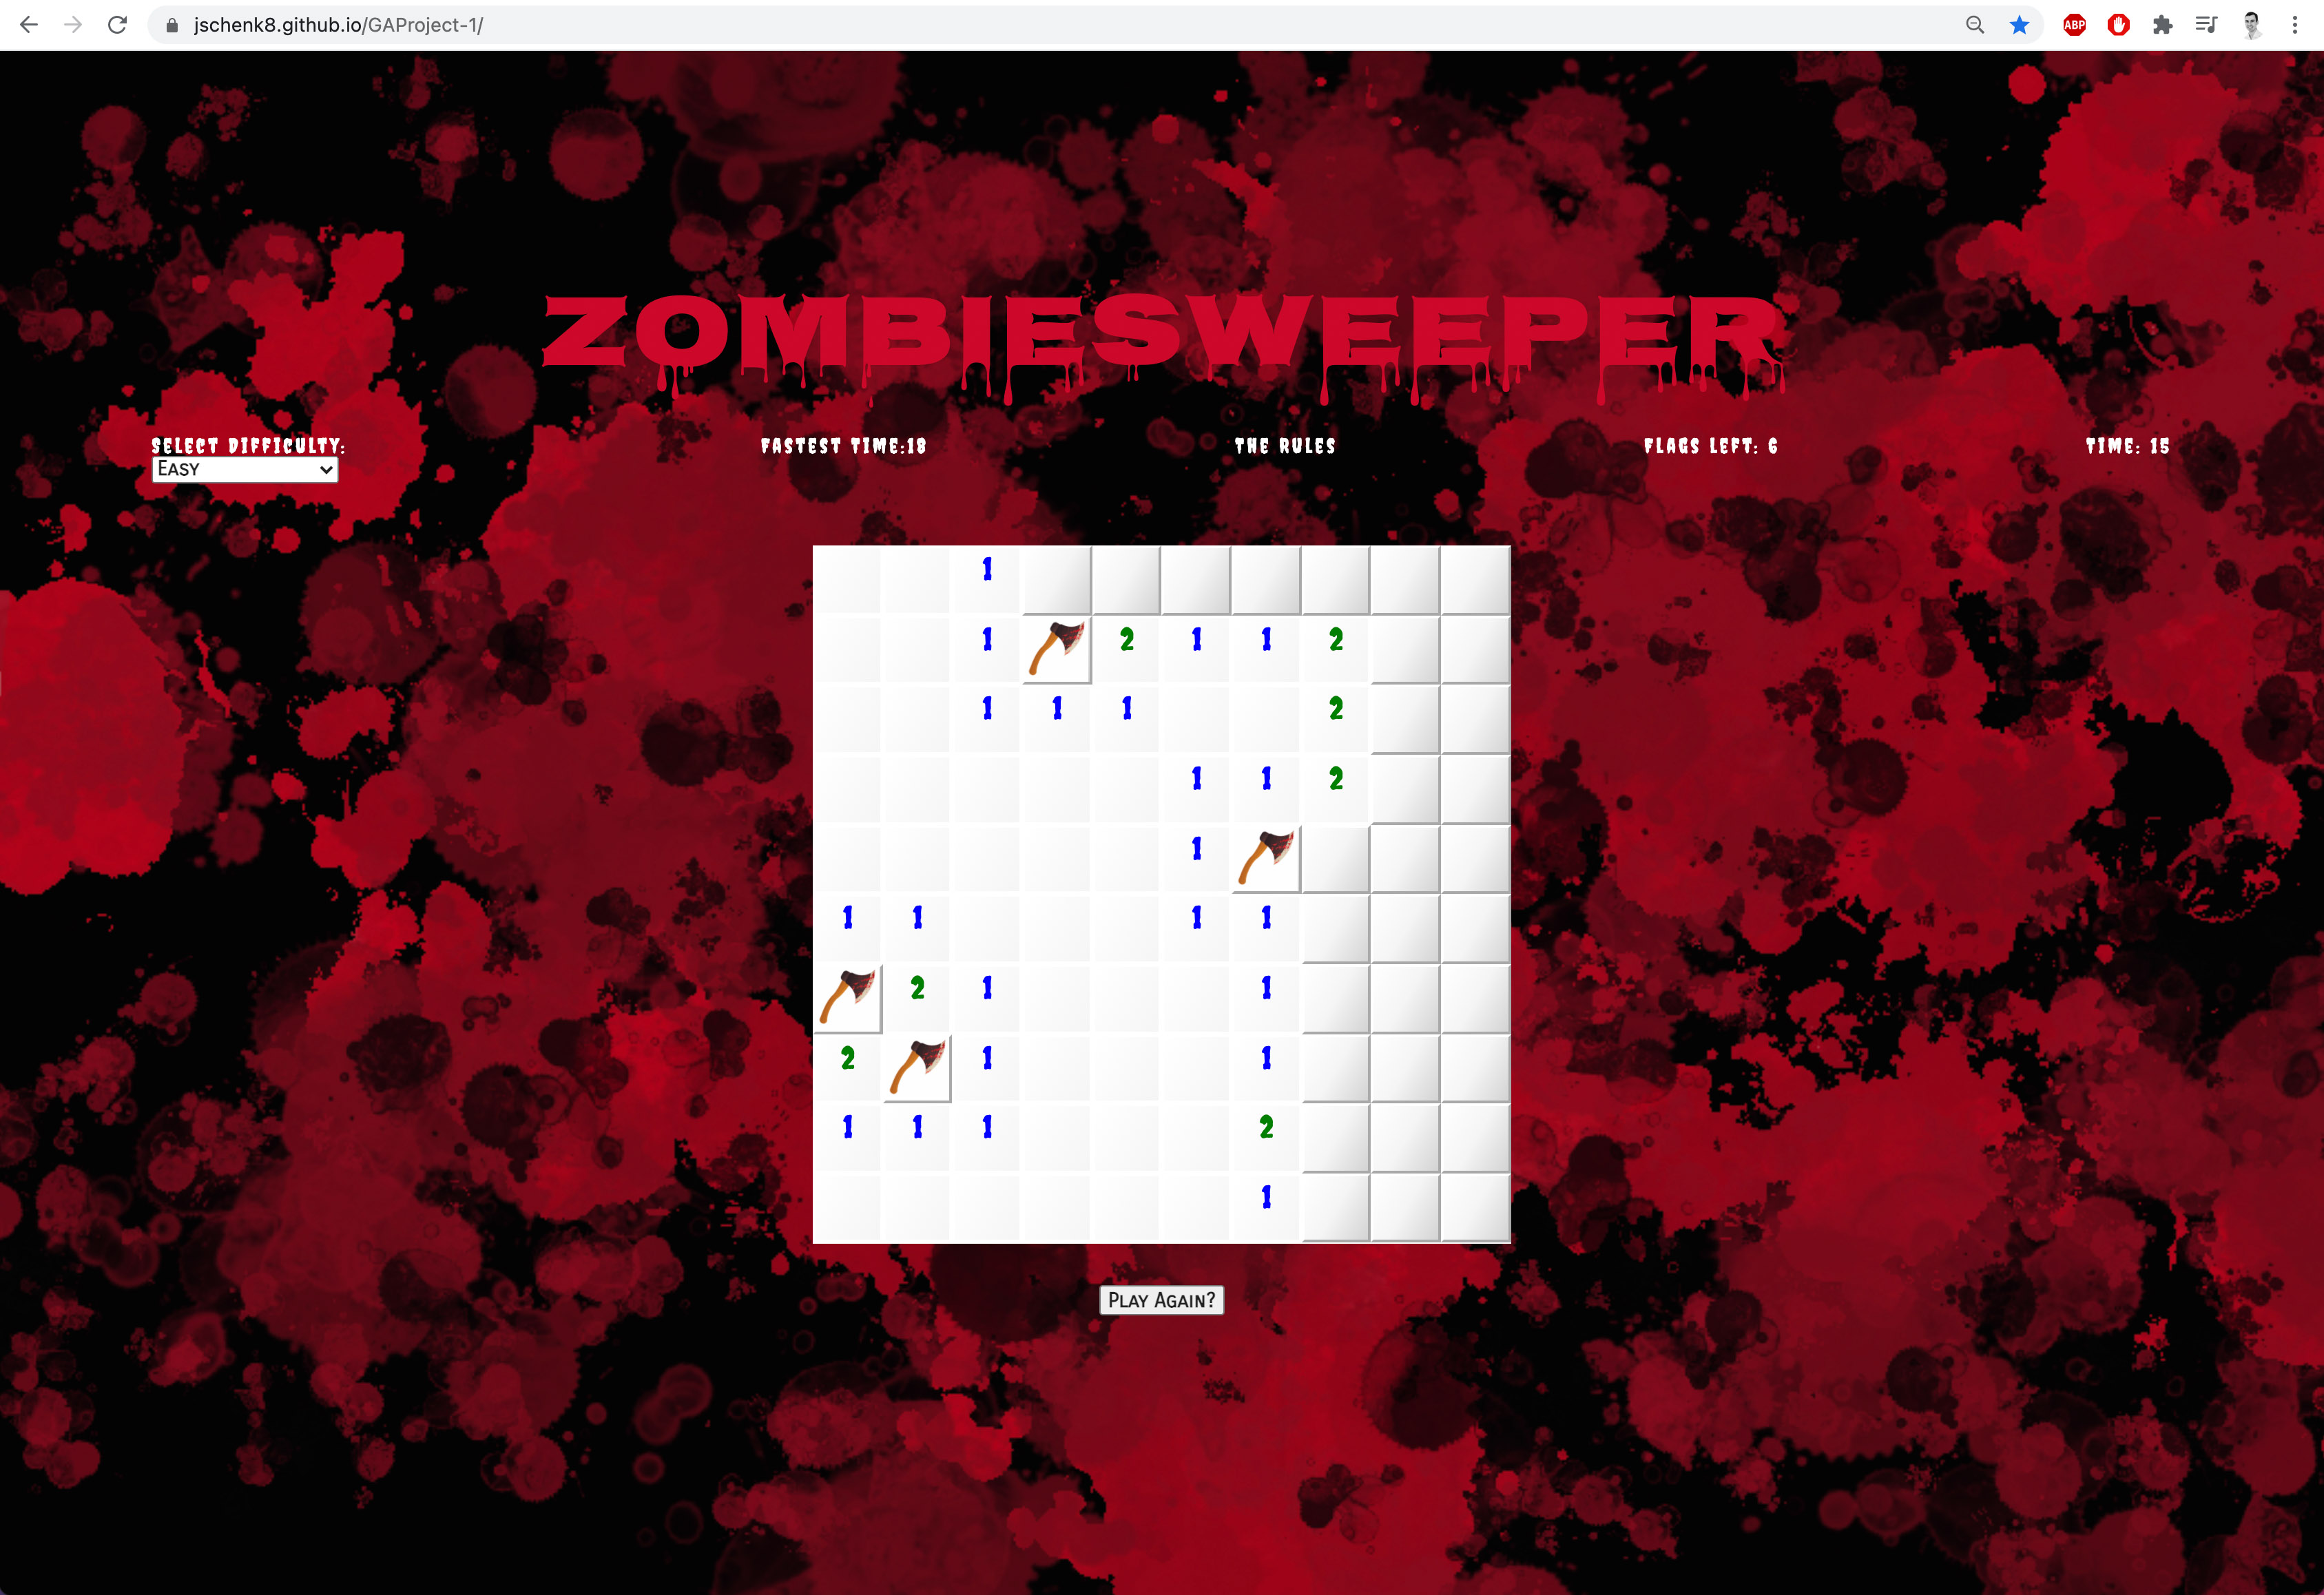 jschenk8.github.io/GAProject-1/
ABP
ZOMBIESWEEPER
SELECT DIFFICULTY:
EASY
FASTEST TIME:18
THE RULES
FLAGS LEFT: 6
TIME: 15
1
1 2 1 1 2
1 1 1 2
1 1 2
1
1 1 1 1
2 1 1
2 1 1
1 1 1 2
1
PLAY AGAIN?